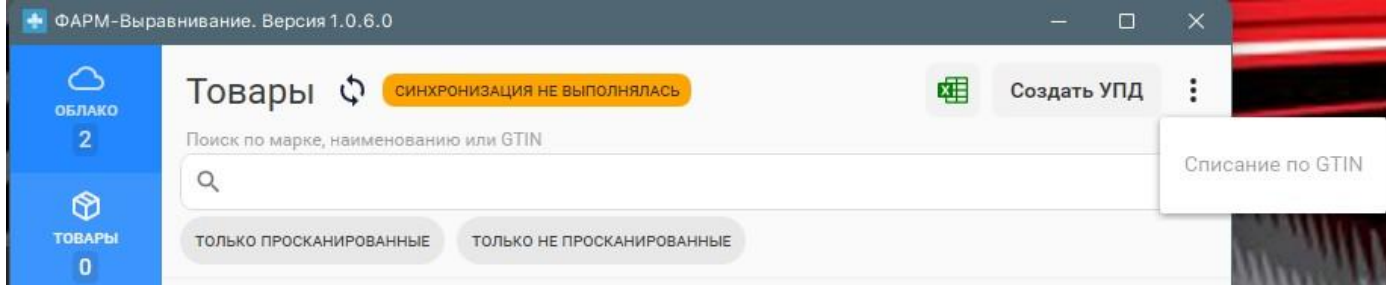 ФАРМ-Выравнивание. Версия 1.0.6.0
ОБЛАКО
2
ТОВАРЫ
0
Товары СИНХРОНИЗАЦИЯ НЕ ВЫПОЛНЯЛАСЬ
Создать УПД
Списание по GTIN
Поиск по марке, наименованию или GTIN
ТОЛЬКО ПРОСКАНИРОВАННЫЕ ТОЛЬКО НЕ ПРОСКАНИРОВАННЫЕ